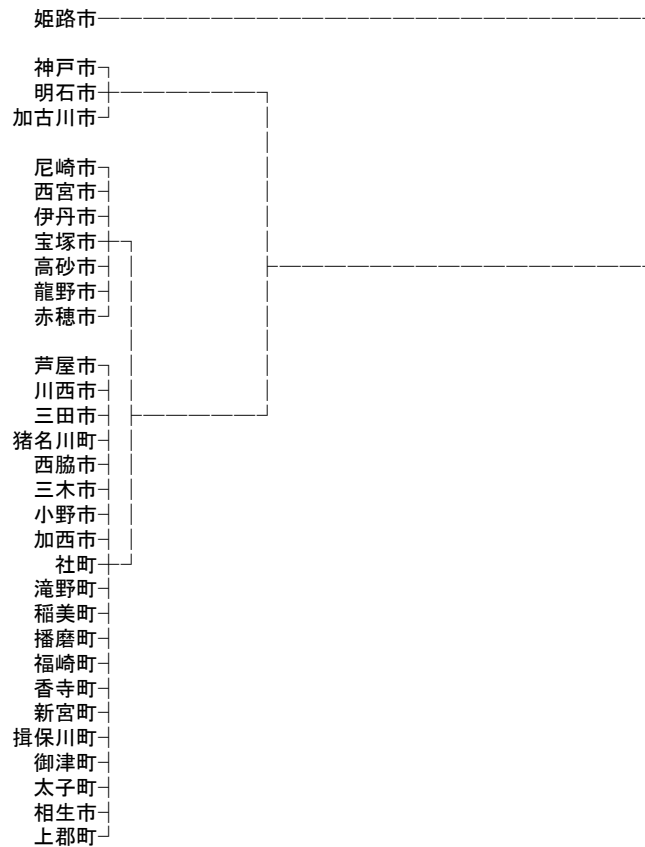 姫路市
神戸市
明石市
加古川市
尼崎市
西宮市
伊丹市
宝塚市
高砂市
龍野市
赤穂市
芦屋市
川西市
三田市
猪名川町
西脇市
三木市
小野市
加西市
社町
滝野町
稲美町
播磨町
福崎町
香寺町
新宮町
揖保川町
御津町
太子町
相生市
上郡町